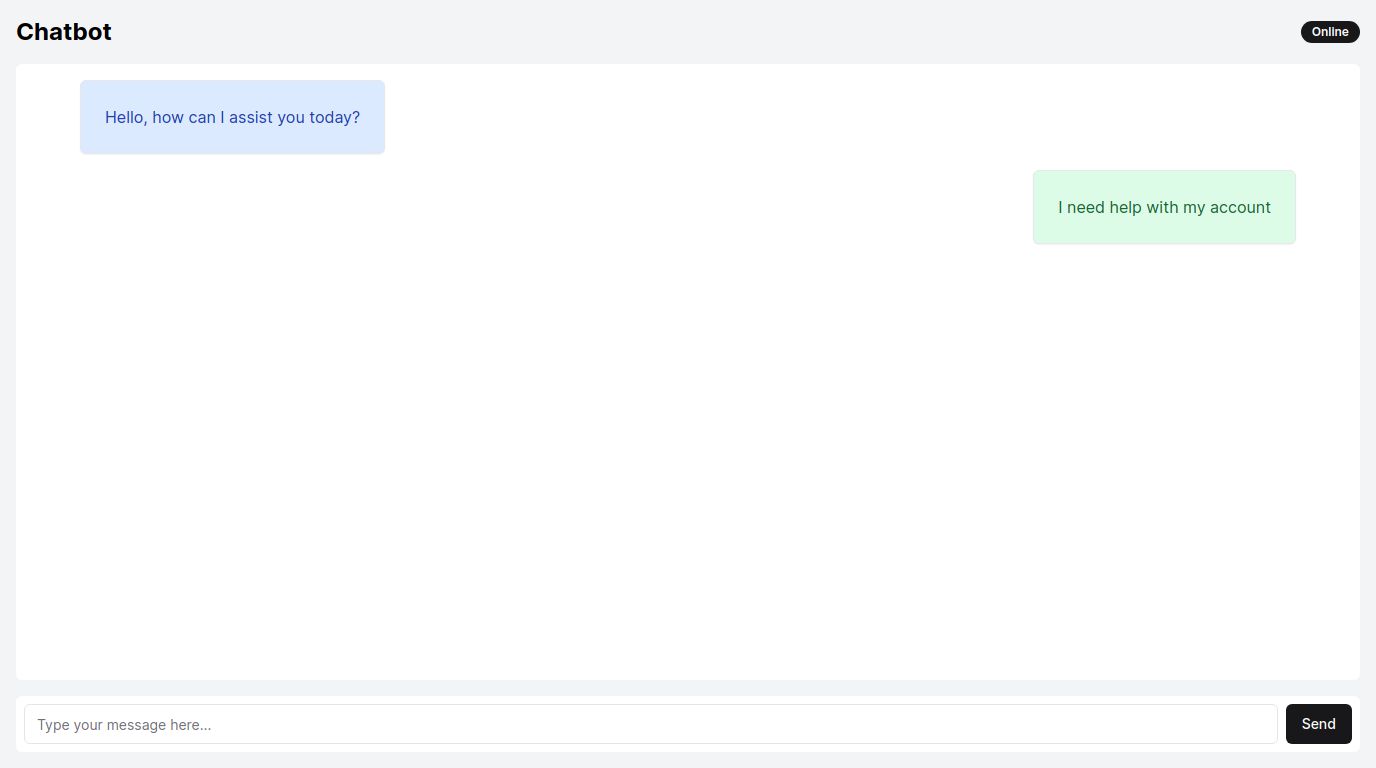 Chatbot
Online
Hello, how can I assist you today?
I need help with my account
Type your message here...
Send